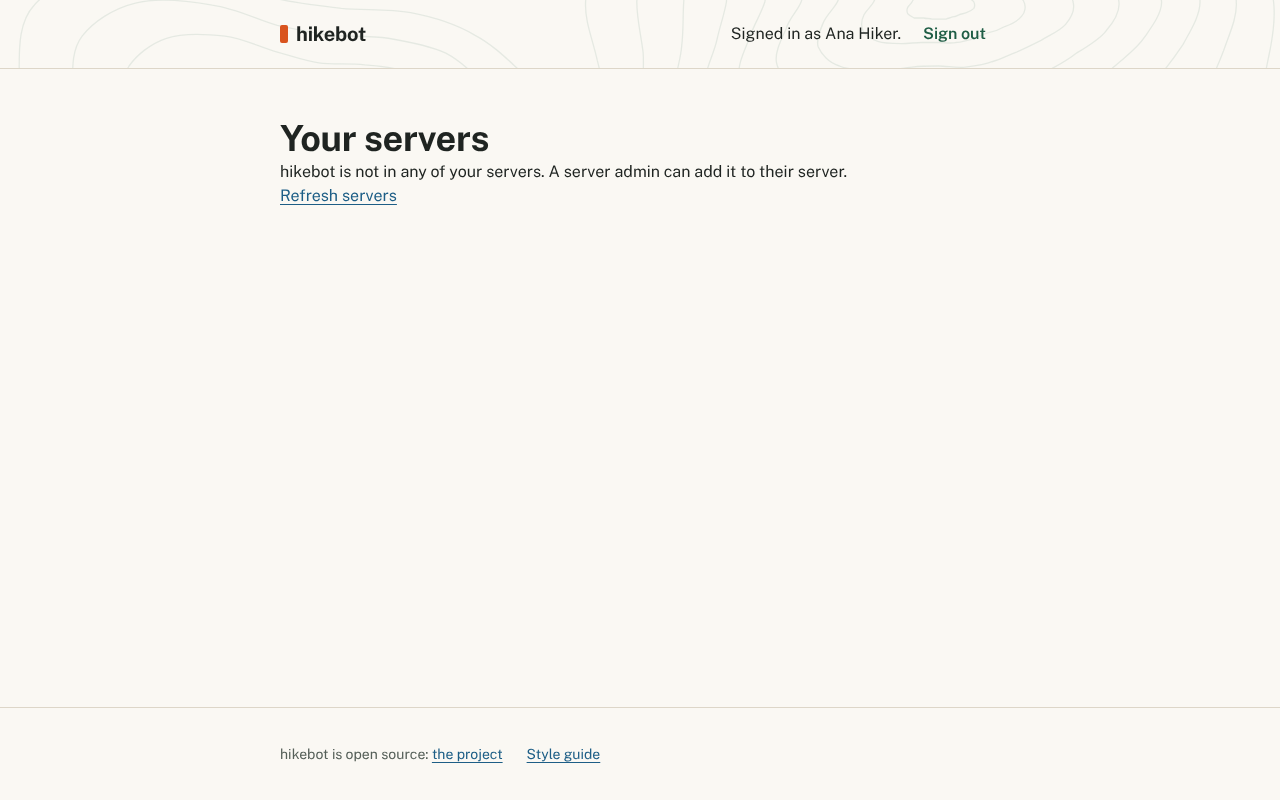 hikebot
Signed in as Ana Hiker. Sign out
Your servers
hikebot is not in any of your servers. A server admin can add it to their server.
Refresh servers
hikebot is open source: the project Style guide